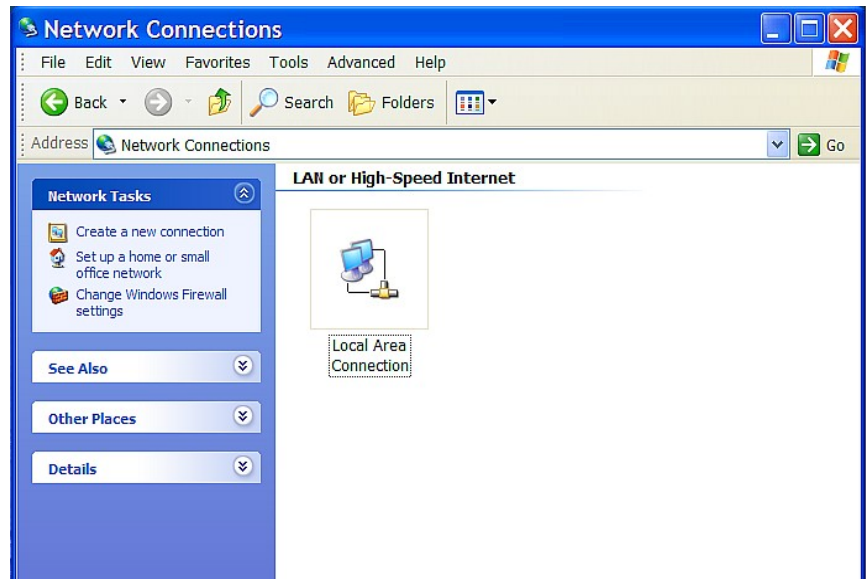 Network Connections
File Edit View Favorites Tools Advanced Help
Back Search Folders
Address Network Connections Go
Network Tasks
Create a new connection
Set up a home or small
office network
Change Windows Firewall
settings
See Also
Other Places
Details
LAN or High-Speed Internet
Local Area
Connection